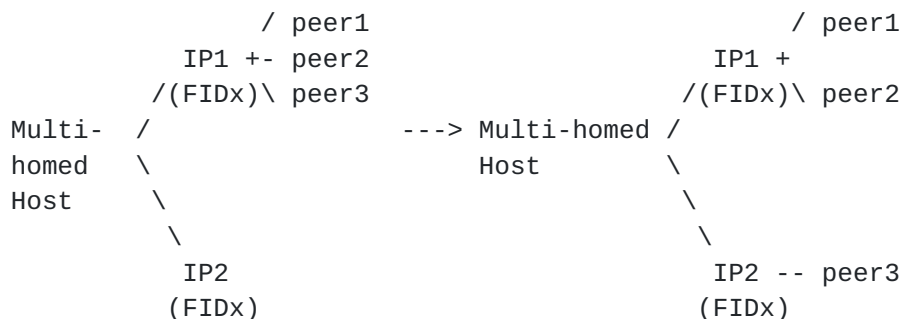 / peer1                          / peer1
           IP1 +- peer2                     IP1 +
         /(FIDx)\ peer3                   /(FIDx)\ peer2
Multi-  /                ---> Multi-homed /
homed   \                     Host        \
Host     \                                 \
          \                                 \
           IP2                              IP2 -- peer3
          (FIDx)                           (FIDx)